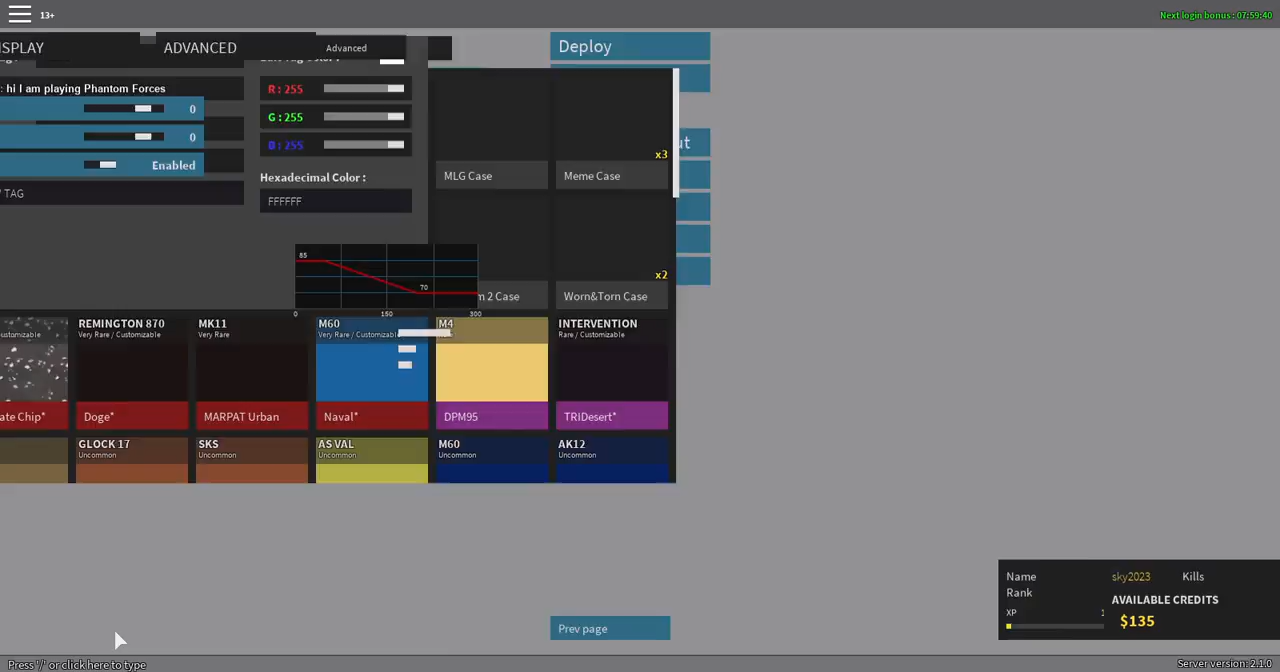 13+
Next login bonus : 07:59:40
ISPLAY
ADVANCED
Advanced
Deploy
: hi I am playing Phantom Forces
R : 255
0
G : 255
0
B : 255
ut
x3
Enabled
MLG Case
Meme Case
Hexadecimal Color :
/ TAG
FFFFFF
85
x2
70
m 2 Case
Worn&Torn Case
0
150
300
REMINGTON 870
MK11
M60
M4
INTERVENTION
ustomizable
Very Rare / Customizable
Very Rare
Very Rare / Customizable
Rare / Customizable
ate Chip*
Doge*
MARPAT Urban
Naval*
DPM95
TRIDesert*
GLOCK 17
SKS
AS VAL
M60
AK12
Uncommon
Uncommon
Uncommon
Uncommon
Uncommon
Name
sky2023
Kills
Rank
AVAILABLE CREDITS
XP
1
$135
Prev page
Press '/' or click here to type
Server version: 2.1.0